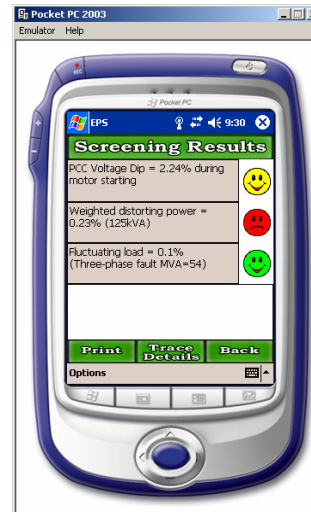 Pocket PC 2003
Emulator Help
REC
Pocket PC
EPS
9:30
Screening Results
PCC Voltage Dip = 2.24% during
motor starting
Weighted distorting power =
0.23% (125kVA)
Fluctuating load = 0.1%
(Three-phase fault MVA=54)
Print
Trace
Details
Back
Options